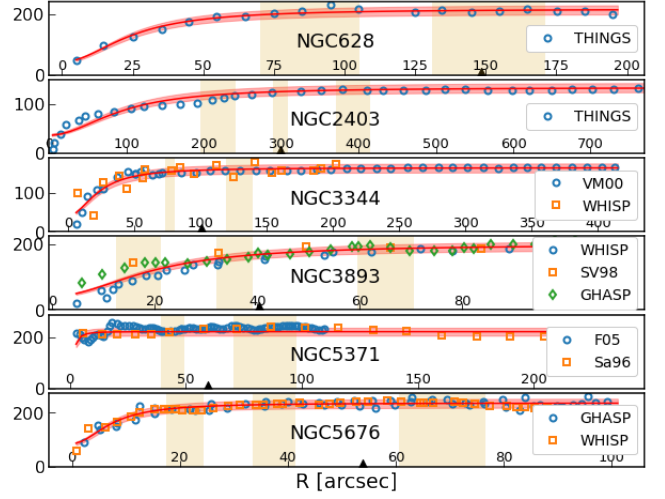 200
NGC628
THINGS
0
0 25 50 75 100 125 150 175 200
100
NGC2403
THINGS
0
0 100 200 300 400 500 600 700
100
NGC3344
VM00
WHISP
0
0 50 100 150 200 250 300 350 400
200
100
NGC3893
WHISP
SV98
GHASP
0
0 20 40 60 80
200
NGC5371
F05
Sa96
0
0 50 100 150 200
200
NGC5676
GHASP
WHISP
0
0 20 40 60 80 100
R [arcsec]